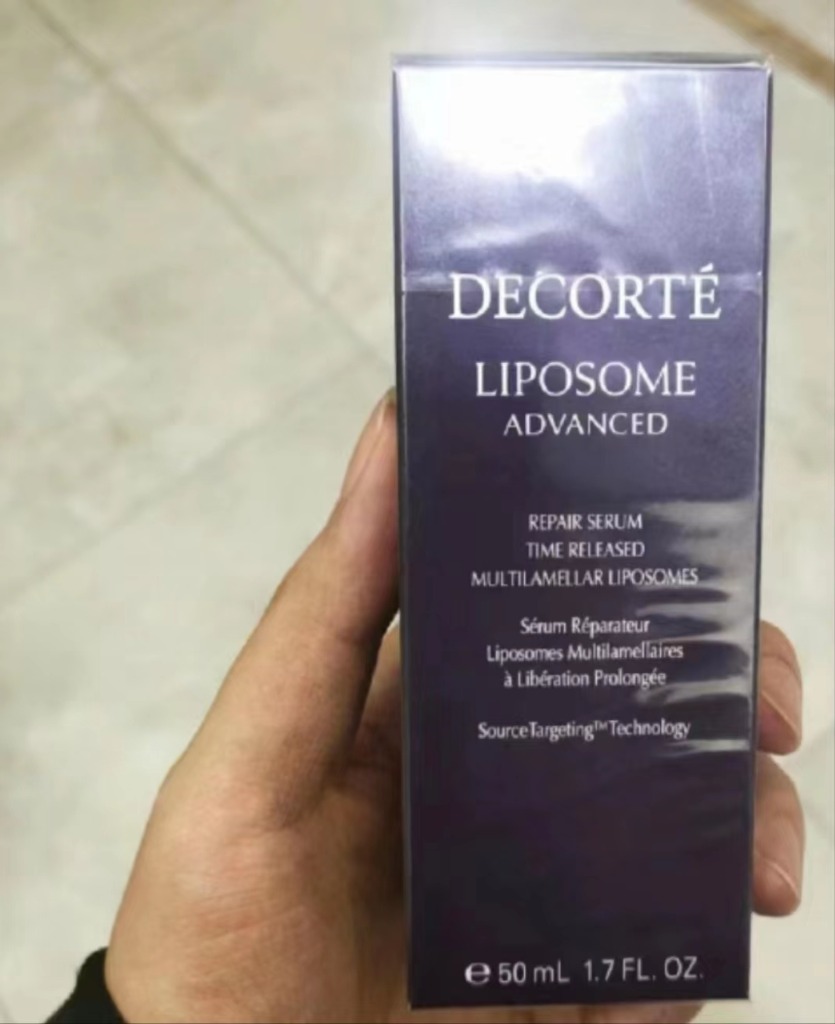 DECORTÉ
LIPOSOME
ADVANCED
REPAIR SERUM
TIME RELEASED
MULTILAMELLAR LIPOSOMES
Sérum Réparateur
Liposomes Multilamellaires
à Libération Prolongée
SourceTargeting™ Technology
℮ 50 mL 1.7 FL. OZ.